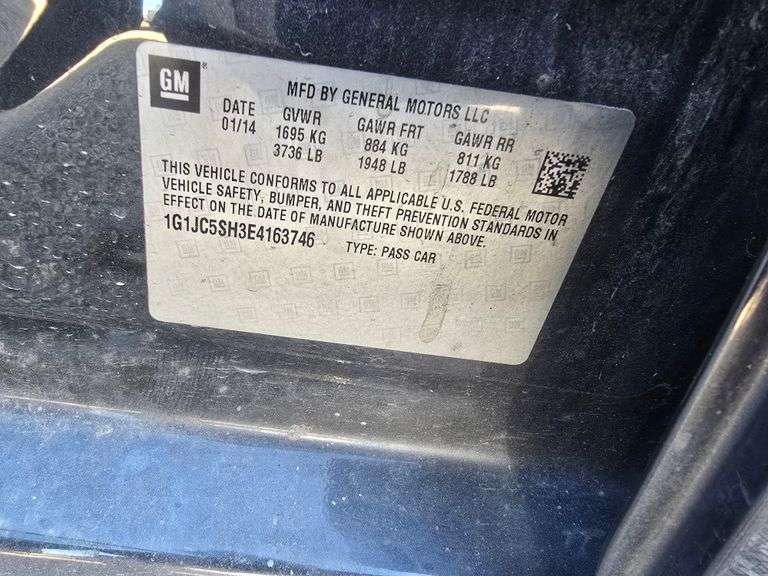 GM
MFD BY GENERAL MOTORS LLC
DATE GVWR GAWR FRT GAWR RR
01/14 1695 KG 884 KG 811 KG
3736 LB 1948 LB 1788 LB
THIS VEHICLE CONFORMS TO ALL APPLICABLE U.S. FEDERAL MOTOR
VEHICLE SAFETY, BUMPER, AND THEFT PREVENTION STANDARDS IN
EFFECT ON THE DATE OF MANUFACTURE SHOWN ABOVE.
1G1JC5SH3E4163746 TYPE: PASS CAR